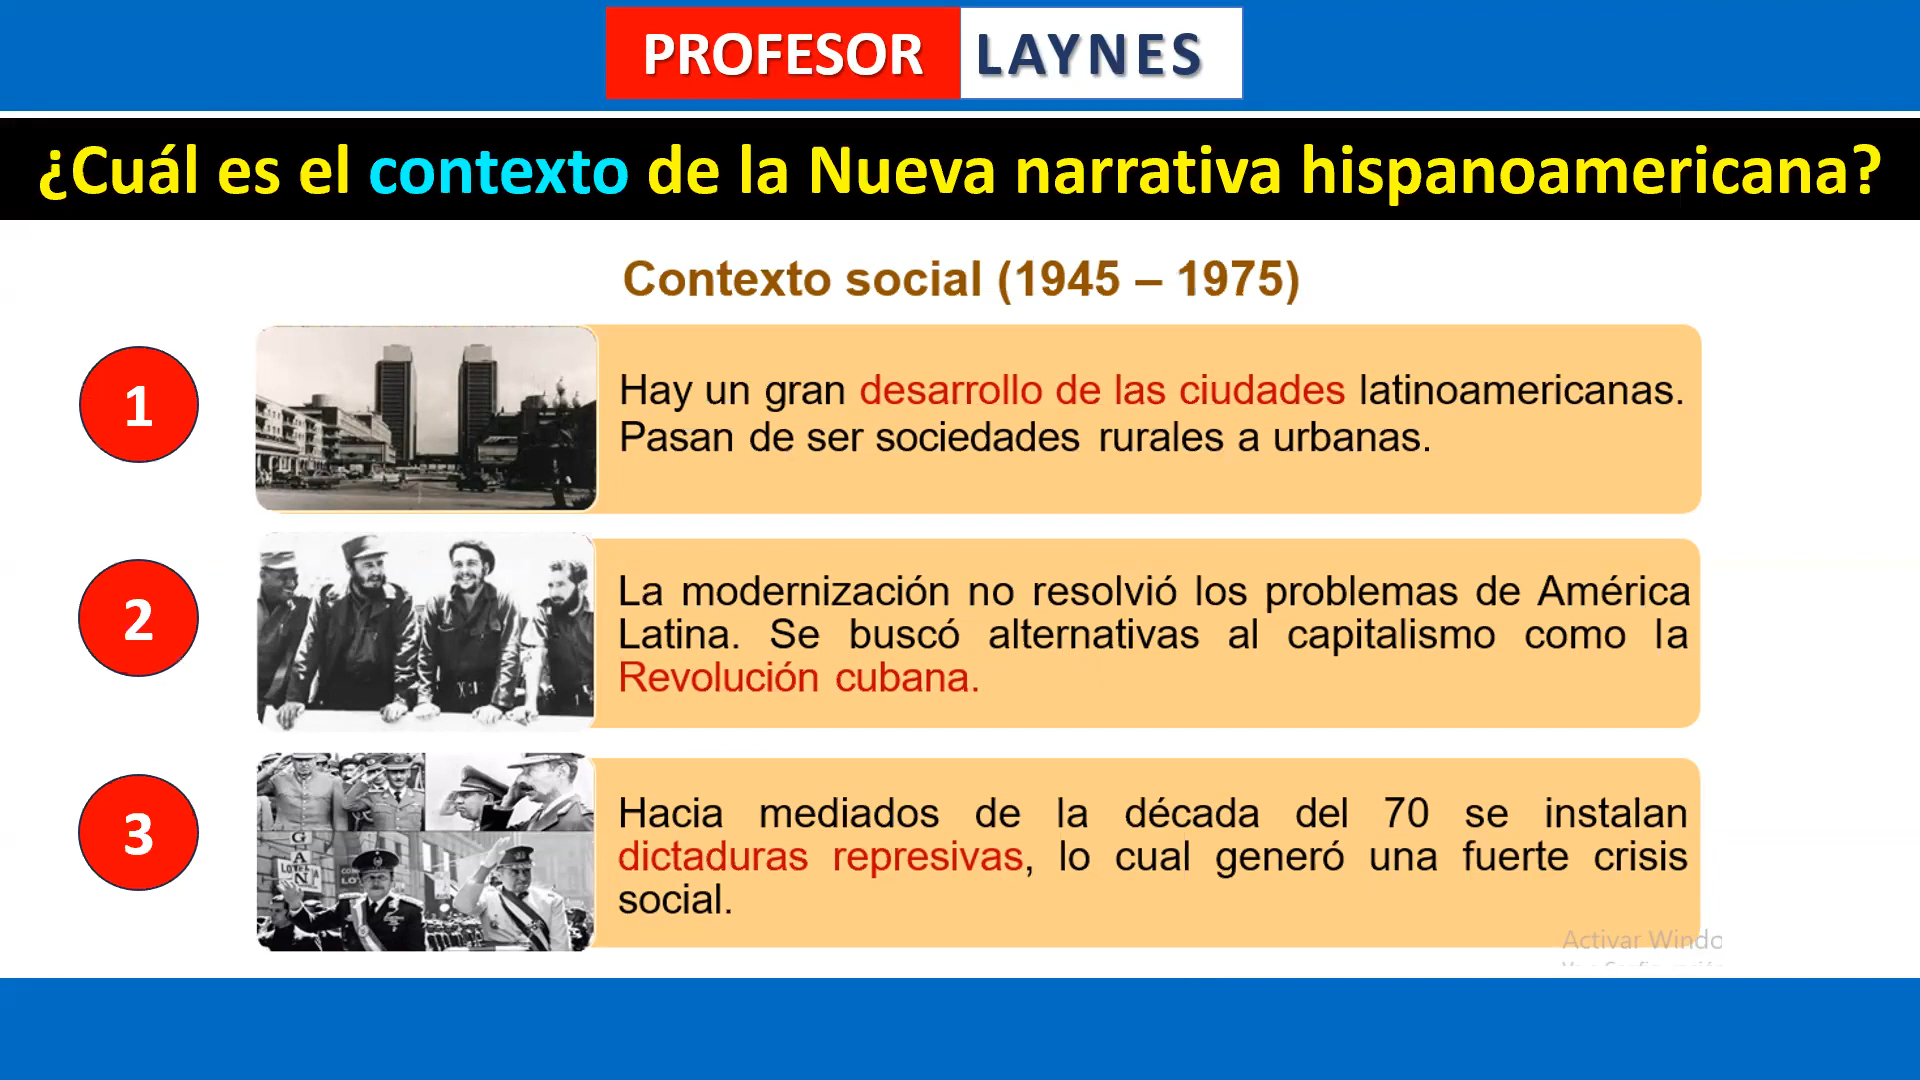 PROFESOR LAYNES
¿Cuál es el contexto de la Nueva narrativa hispanoamericana?
Contexto social (1945 – 1975)
1
Hay un gran desarrollo de las ciudades latinoamericanas.
Pasan de ser sociedades rurales a urbanas.
2
La modernización no resolvió los problemas de América
Latina. Se buscó alternativas al capitalismo como la
Revolución cubana.
3
Hacia mediados de la década del 70 se instalan
dictaduras represivas, lo cual generó una fuerte crisis
social.
Activar Windo